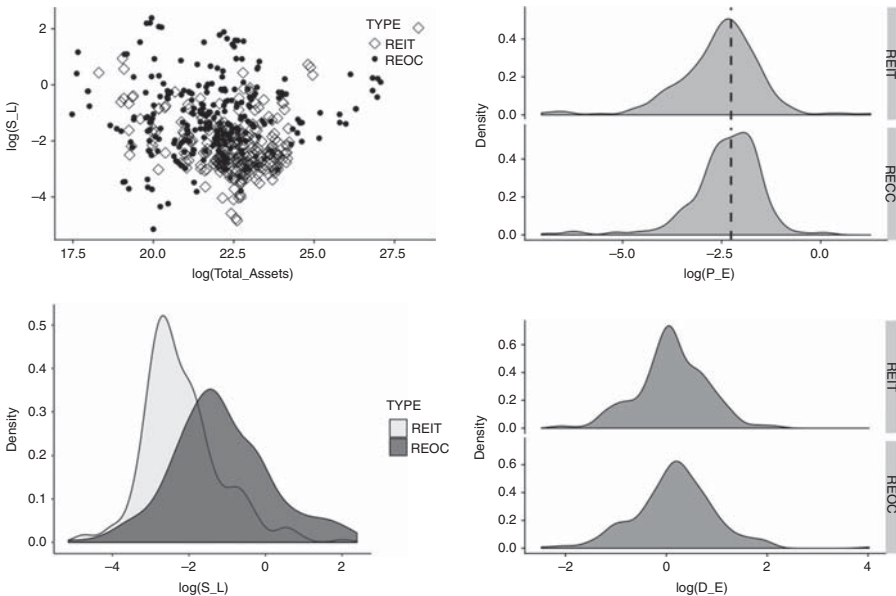 TYPE
REIT
REOC
2
0
−2
−4
log(S_L)
17.5 20.0 22.5 25.0 27.5
log(Total_Assets)
0.4
0.2
0.0
REIT
Density
0.4
0.2
0.0
RECC
−5.0 −2.5 0.0
log(P_E)
0.5
0.4
0.3
0.2
0.1
0.0
Density
TYPE
REIT
REOC
−4 −2 0 2
log(S_L)
0.6
0.4
0.2
0.0
REIT
Density
0.6
0.4
0.2
0.0
REOC
−2 0 2 4
log(D_E)